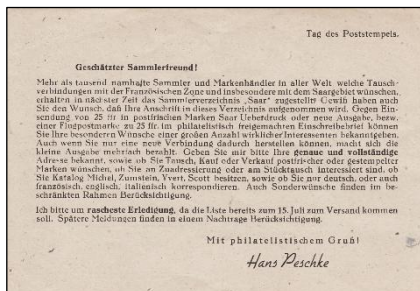 Tag des Poststempels.
Geschätzter Sammlerfreund!
Mehr als tausend namhafte Sammler und Markenhändler in aller Welt, welche Tausch-
verbindungen mit der Französischen Zone und insbesondere mit dem Saargebiet wünschen,
erhalten in nächster Zeit das Sammlerverzeichnis „Saar" zugestellt. Gewiß haben auch
Sie den Wunsch, daß Ihre Anschrift in dieses Verzeichnis aufgenommen wird. Gegen Ein-
sendung von 25 ffr in postfrischen Marken Saar Ueberdruck oder neue Ausgabe, bezw.
einer Flugpostmarke zu 25 ffr. im philatelistisch freigemachten Einschreibebrief können
Sie Ihre besonderen Wünsche einer großen Anzahl wirklicher Interessenten bekanntgeben.
Auch wenn Sie nur eine neue Verbindung dadurch herstellen können, macht sich die
kleine Ausgabe mehrfach bezahlt. Geben Sie mir bitte Ihre genaue und vollständige
Adresse bekannt, sowie ob Sie Tausch, Kauf oder Verkauf postfrischer oder gestempelter
Marken wünschen, ob Sie an Zuadressierung oder am Stücktausch interessiert sind, ob
Sie Katalog Michel, Zumstein, Yvert, Scott besitzen, sowie ob Sie nur deutsch, oder auch
französisch, englisch, italienisch korrespondieren. Auch Sonderwünsche finden im be-
schränkten Rahmen Berücksichtigung.
Ich bitte um rascheste Erledigung, da die Liste bereits zum 15. Juli zum Versand kommen
soll. Spätere Meldungen finden in einem Nachtrage Berücksichtigung.
Mit philatelistischem Gruß!
Hans Peschke